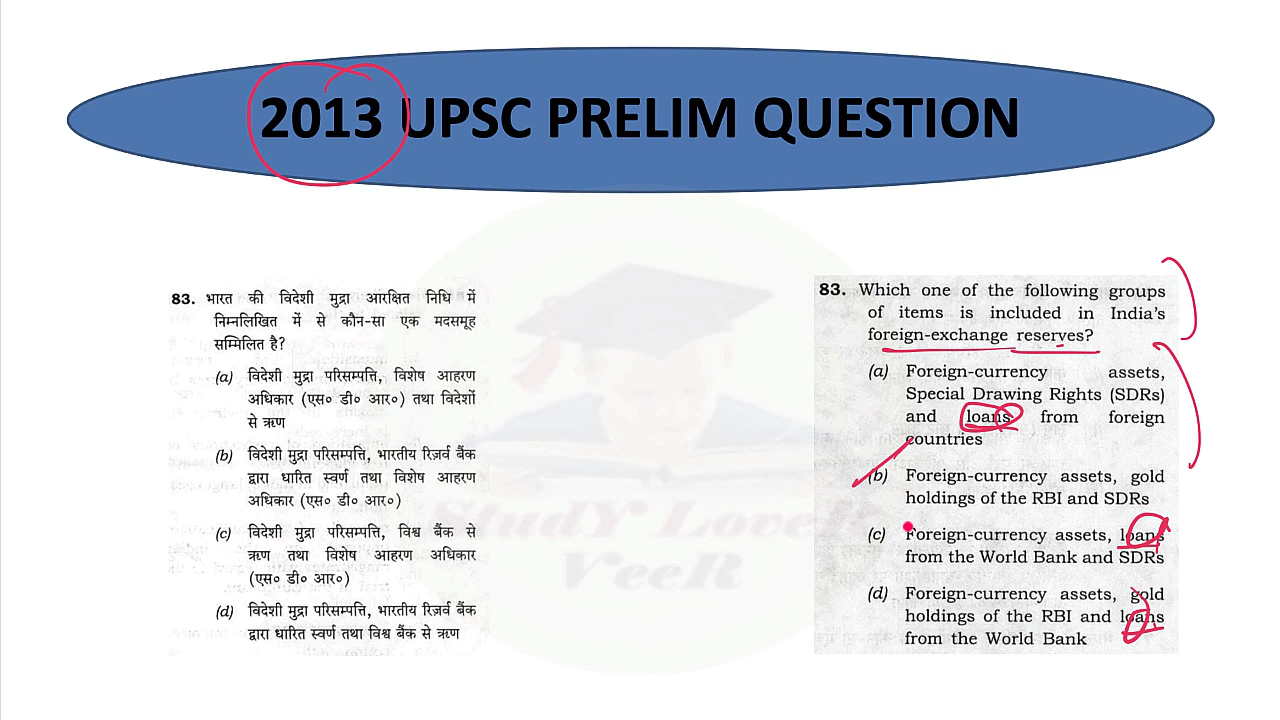 2013 UPSC PRELIM QUESTION
83. भारत की विदेशी मुद्रा आरक्षित निधि में
निम्नलिखित में से कौन-सा एक मदसमूह
सम्मिलित है?
(a) विदेशी मुद्रा परिसम्पत्ति, विशेष आहरण
अधिकार (एस० डी० आर०) तथा विदेशों
से ऋण
(b) विदेशी मुद्रा परिसम्पत्ति, भारतीय रिज़र्व बैंक
द्वारा धारित स्वर्ण तथा विशेष आहरण
अधिकार (एस० डी० आर०)
(c) विदेशी मुद्रा परिसम्पत्ति, विश्व बैंक से
ऋण तथा विशेष आहरण अधिकार
(एस० डी० आर०)
(d) विदेशी मुद्रा परिसम्पत्ति, भारतीय रिज़र्व बैंक
द्वारा धारित स्वर्ण तथा विश्व बैंक से ऋण
83. Which one of the following groups
of items is included in India's
foreign-exchange reserves?
(a) Foreign-currency assets,
Special Drawing Rights (SDRs)
and loans from foreign
countries
(b) Foreign-currency assets, gold
holdings of the RBI and SDRs
(c) Foreign-currency assets, loans
from the World Bank and SDRs
(d) Foreign-currency assets, gold
holdings of the RBI and loans
from the World Bank
StudY LoveR
VeeR